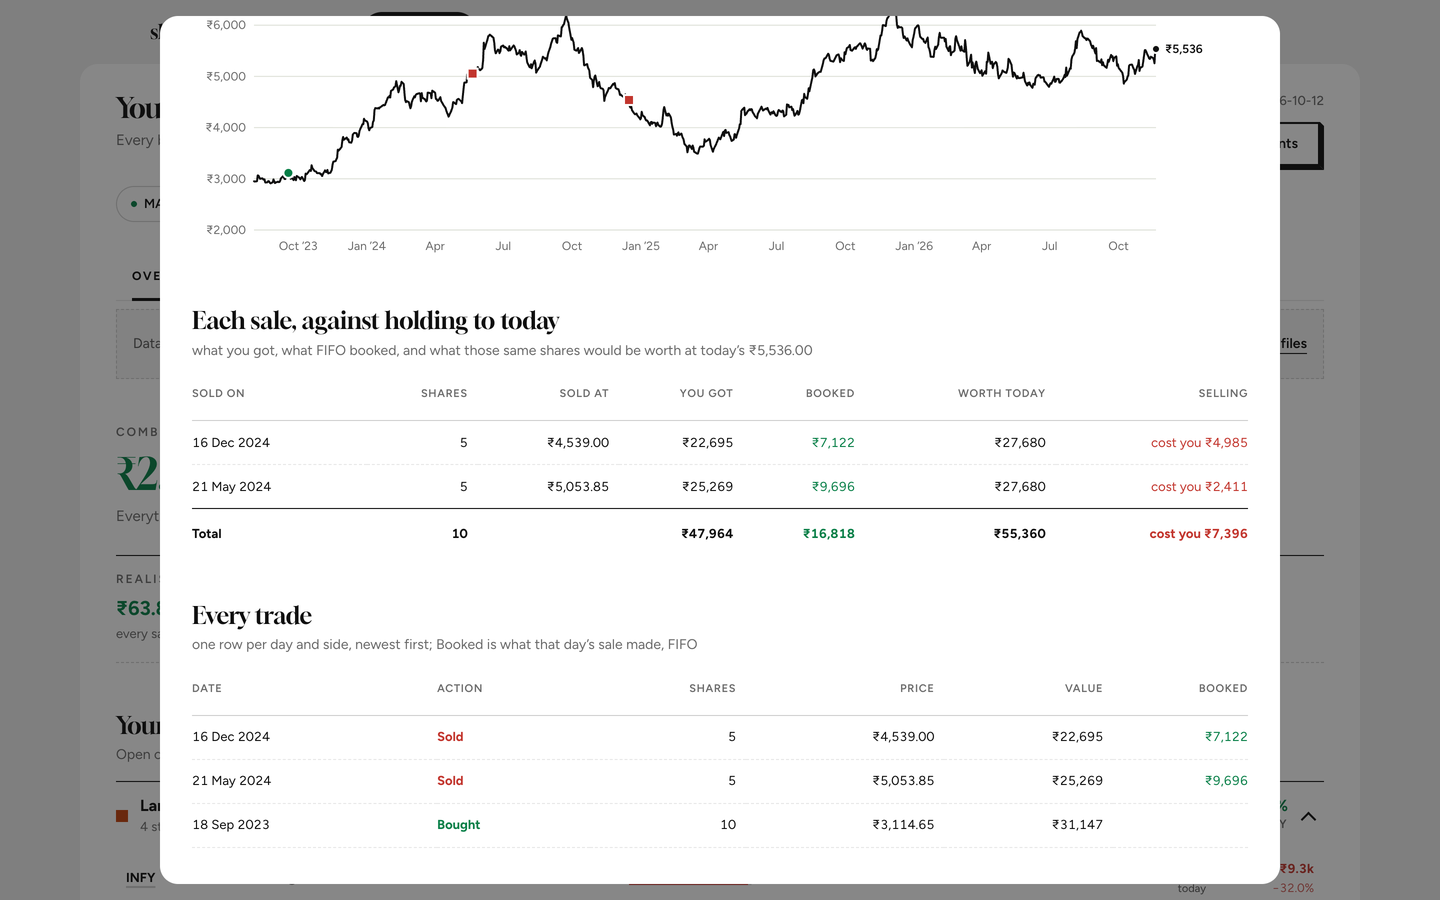 ₹6,000
₹5,536
₹5,000
₹4,000
₹3,000
₹2,000
Oct '23 Jan '24 Apr Jul Oct Jan '25 Apr Jul Oct Jan '26 Apr Jul Oct
Each sale, against holding to today
what you got, what FIFO booked, and what those same shares would be worth at today's ₹5,536.00
SOLD ON SHARES SOLD AT YOU GOT BOOKED WORTH TODAY SELLING
16 Dec 2024 5 ₹4,539.00 ₹22,695 ₹7,122 ₹27,680 cost you ₹4,985
21 May 2024 5 ₹5,053.85 ₹25,269 ₹9,696 ₹27,680 cost you ₹2,411
Total 10 ₹47,964 ₹16,818 ₹55,360 cost you ₹7,396
Every trade
one row per day and side, newest first; Booked is what that day's sale made, FIFO
DATE ACTION SHARES PRICE VALUE BOOKED
16 Dec 2024 Sold 5 ₹4,539.00 ₹22,695 ₹7,122
21 May 2024 Sold 5 ₹5,053.85 ₹25,269 ₹9,696
18 Sep 2023 Bought 10 ₹3,114.65 ₹31,147
You
6-10-12
Every
nts
OVE
Data
files
COMB
Everyt
REALI
₹63.8
every sa
Your
Open
Lar
%
4 st
Y
INFY
₹9.3k
today
−32.0%